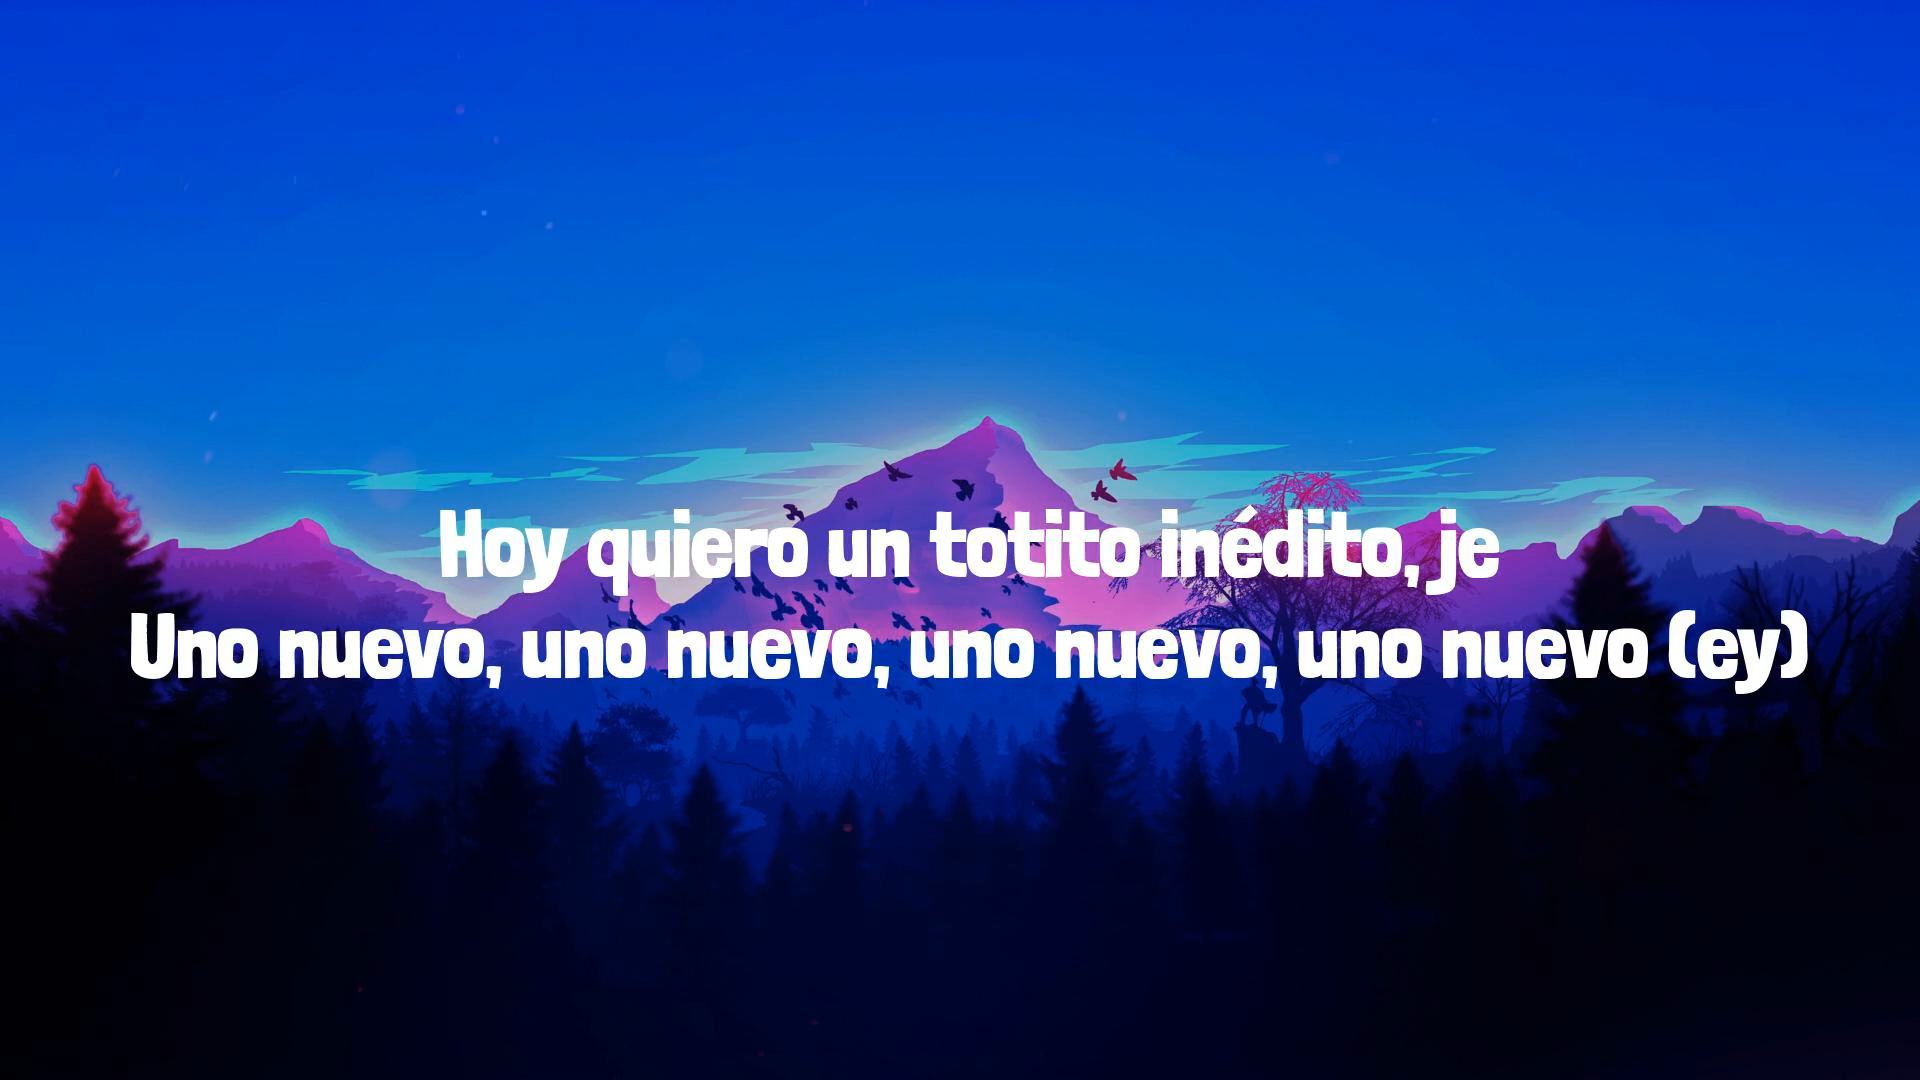 Hoy quiero un totito inédito, je
Uno nuevo, uno nuevo, uno nuevo, uno nuevo (ey)